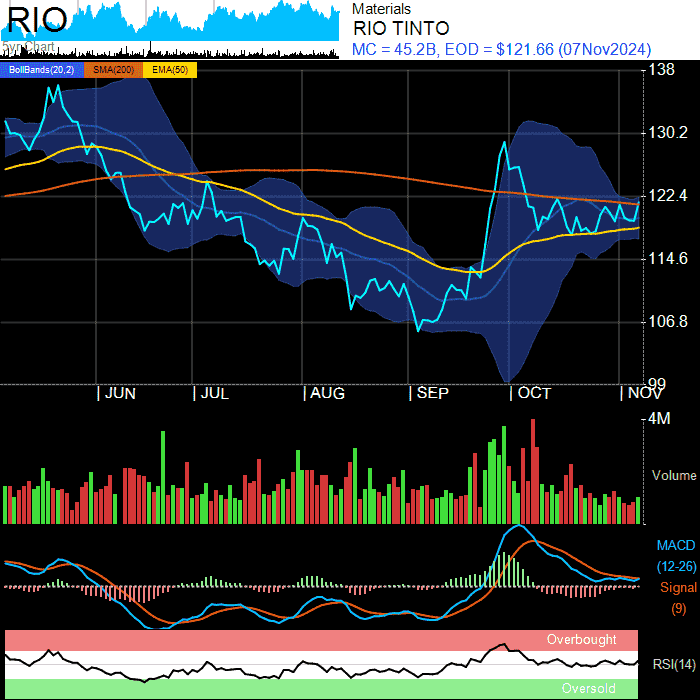 RIO
Materials
RIO TINTO
MC = 45.2B, EOD = $121.66 (07Nov2024)
5yr Chart
BollBands(20,2) SMA(200) EMA(50)
138
130.2
122.4
114.6
106.8
99
JUN JUL AUG SEP OCT NOV
4M
Volume
MACD
(12-26)
Signal
(9)
Overbought
RSI(14)
Oversold